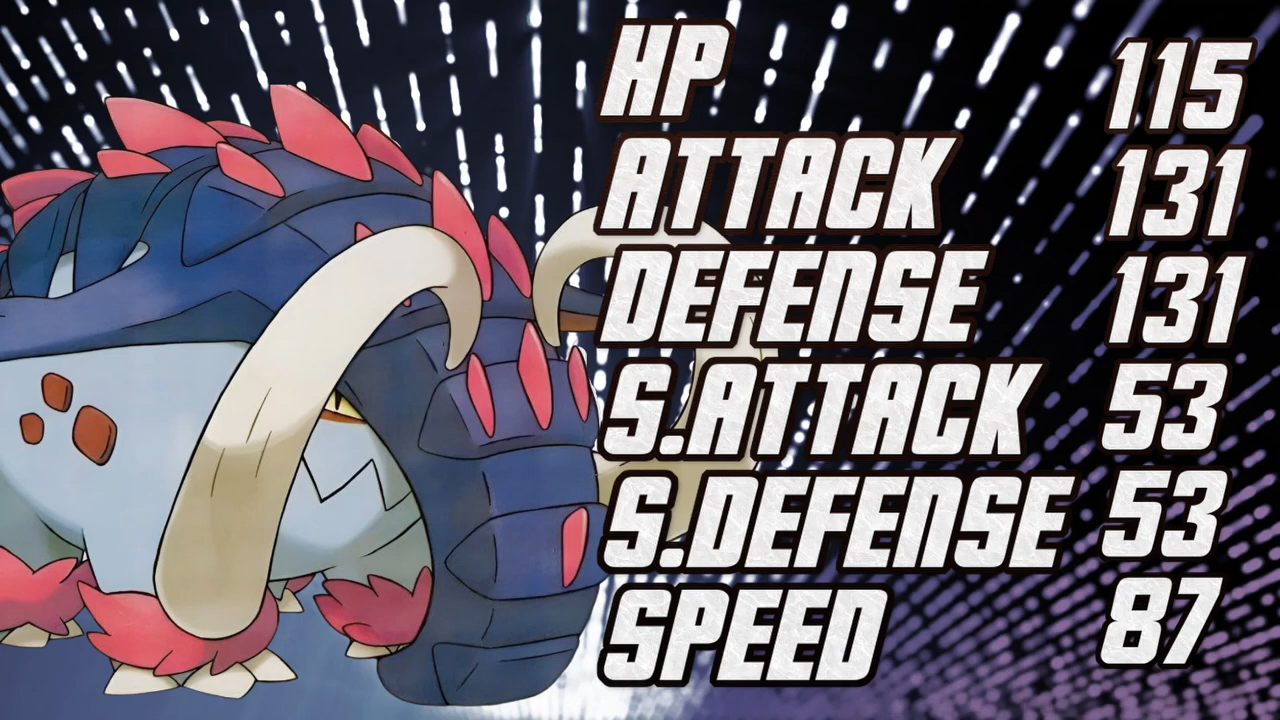 HP 115
ATTACK 131
DEFENSE 131
S.ATTACK 53
S.DEFENSE 53
SPEED 87